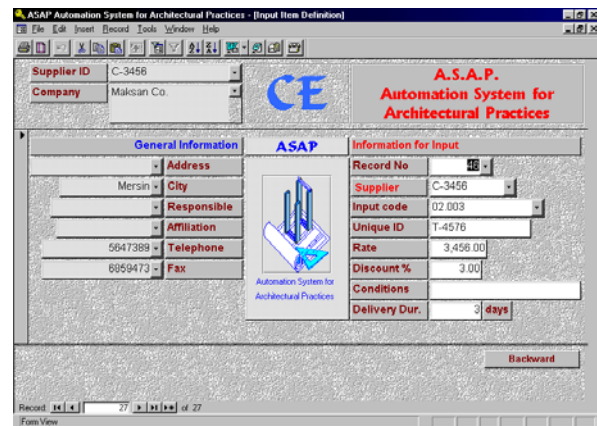 ASAP Automation System for Architectural Practices - [Input Item Definition]
File Edit Insert Record Tools Window Help
Supplier ID C-3456
Company Maksan Co.
CE
A.S.A.P.
Automation System for
Architectural Practices
General Information
ASAP
Information for Input
Address
Mersin City
Responsible
Affiliation
5647389 Telephone
6859473 Fax
Automation System for
Architectural Practices
Record No 46
Supplier C-3456
Input code 02.003
Unique ID T-4576
Rate 3,456.00
Discount % 3.00
Conditions
Delivery Dur. 3 days
Backward
Record: 27 of 27
Form View